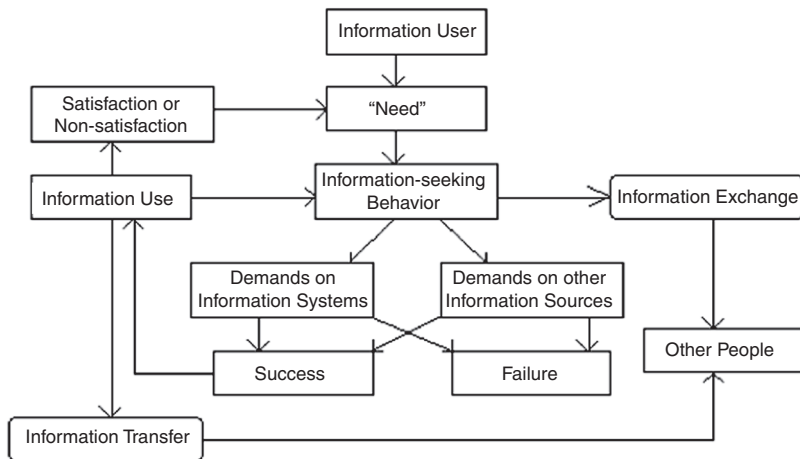 Information User
Satisfaction or
Non-satisfaction
“Need”
Information Use
Information-seeking
Behavior
Information Exchange
Demands on
Information Systems
Demands on other
Information Sources
Success
Failure
Other People
Information Transfer